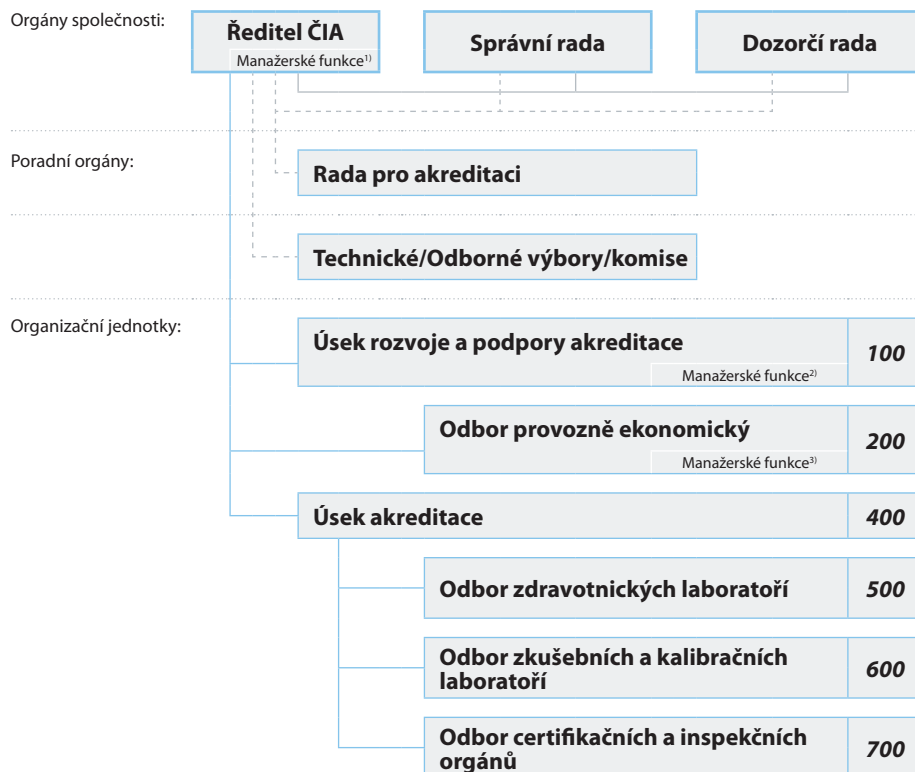 Orgány společnosti:
Ředitel ČIA
Manažerské funkce¹⁾
Správní rada
Dozorčí rada
Poradní orgány:
Rada pro akreditaci
Technické/Odborné výbory/komise
Organizační jednotky:
Úsek rozvoje a podpory akreditace
100
Manažerské funkce²⁾
Odbor provozně ekonomický
200
Manažerské funkce³⁾
Úsek akreditace
400
Odbor zdravotnických laboratoří
500
Odbor zkušebních a kalibračních
laboratoří
600
Odbor certifikačních a inspekčních
orgánů
700